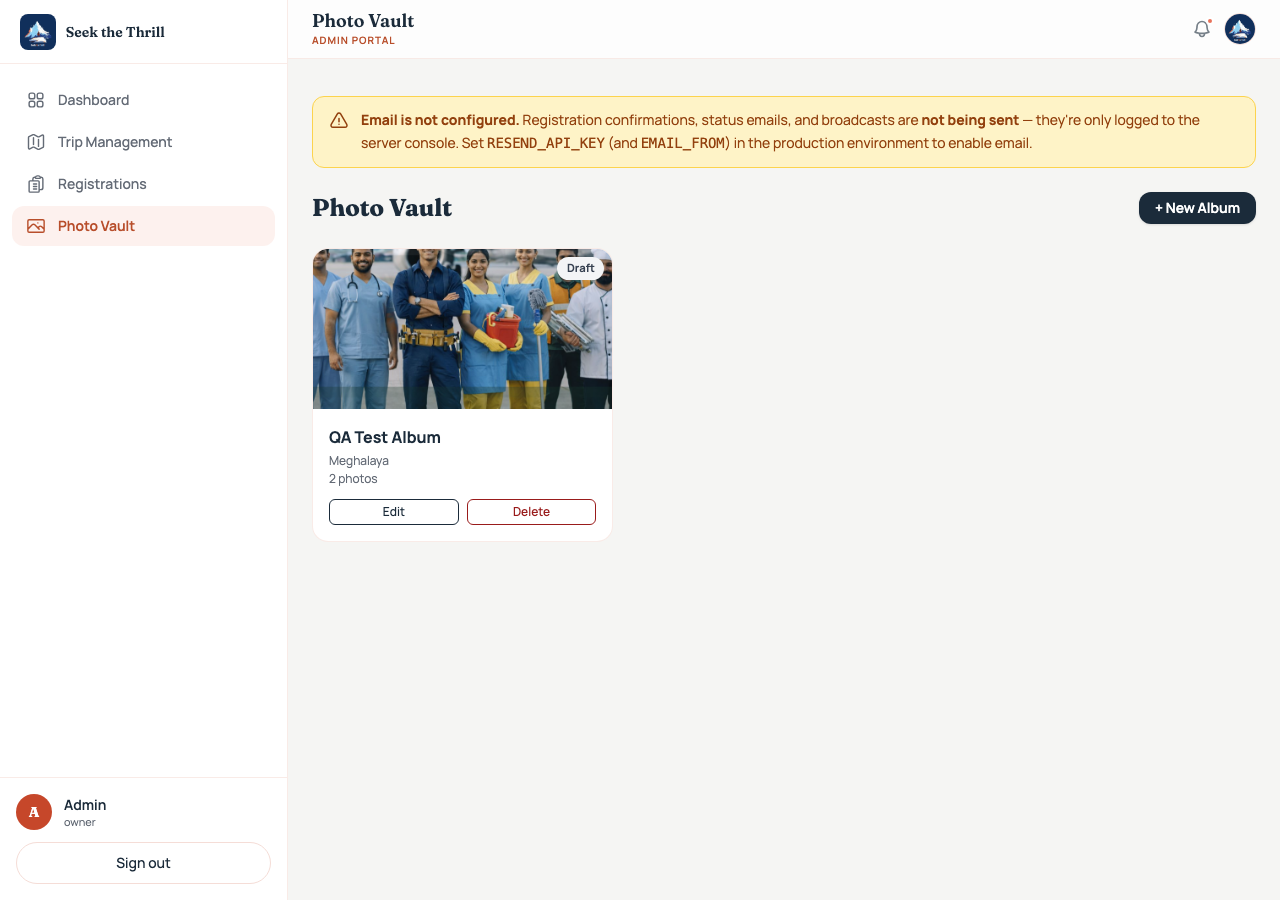 Seek the Thrill
Dashboard
Trip Management
Registrations
Photo Vault
A
Admin
owner
Sign out
Photo Vault
ADMIN PORTAL
Email is not configured. Registration confirmations, status emails, and broadcasts are not being sent — they're only logged to the
server console. Set RESEND_API_KEY (and EMAIL_FROM) in the production environment to enable email.
Photo Vault
+ New Album
Draft
QA Test Album
Meghalaya
2 photos
Edit
Delete